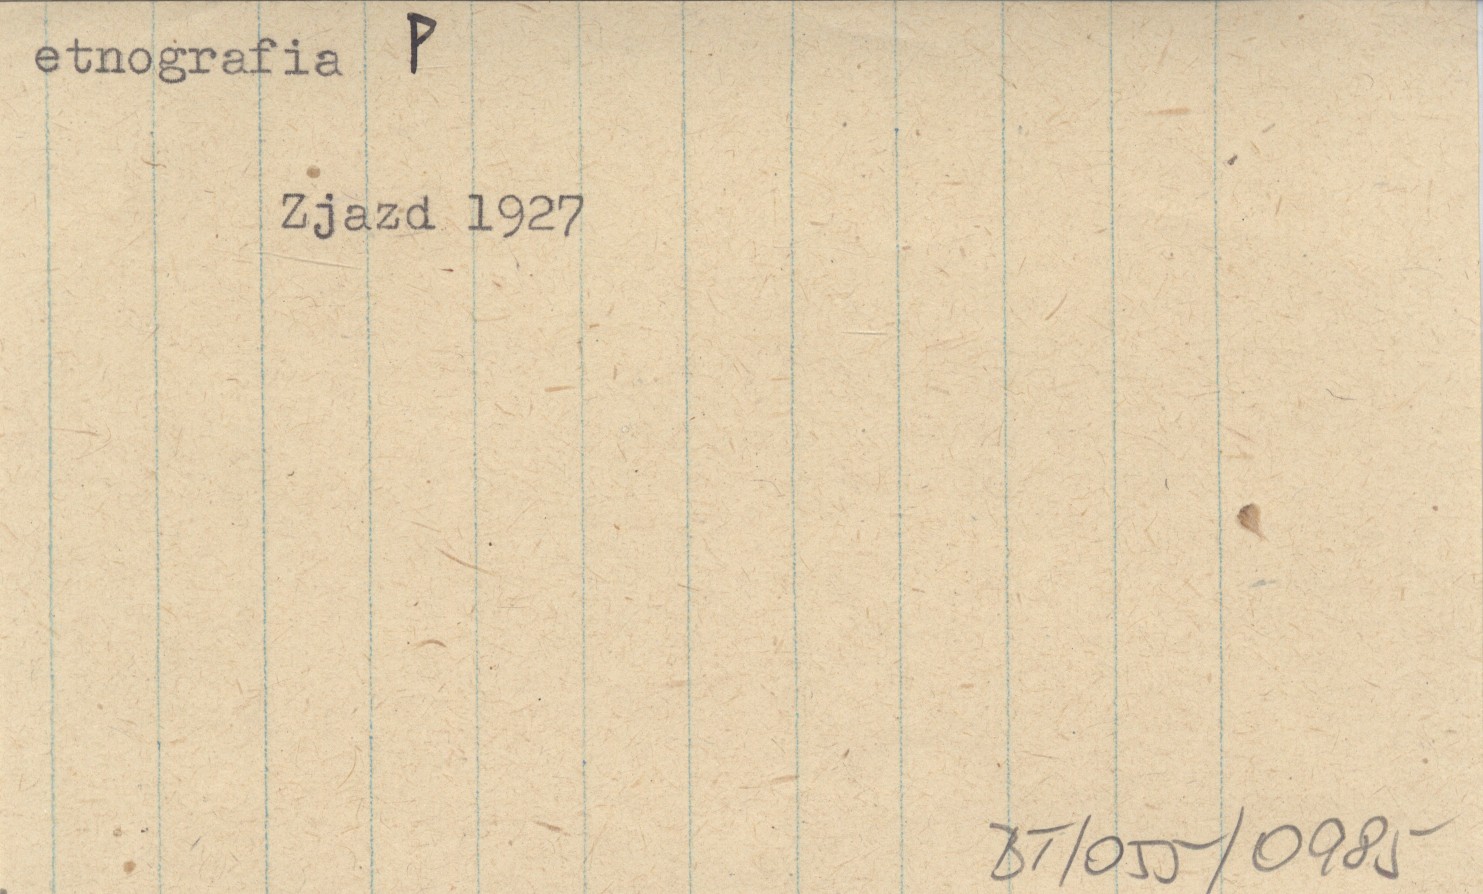 etnografia P
Zjazd 1927
BT/055/0985